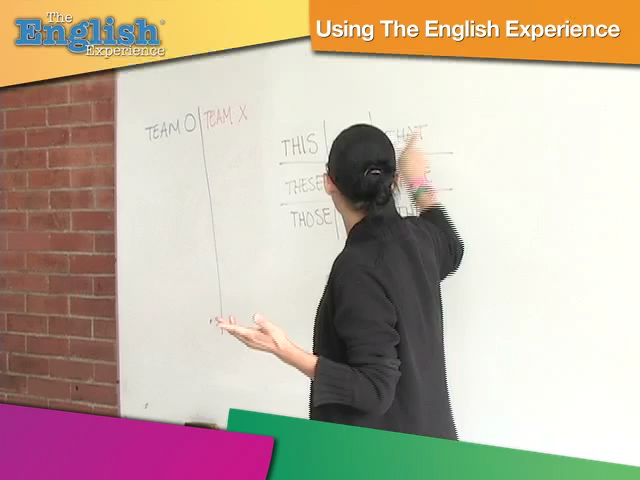 The
English
Experience
Using The English Experience
TEAM O TEAM X
THIS THAT
THESE
THOSE